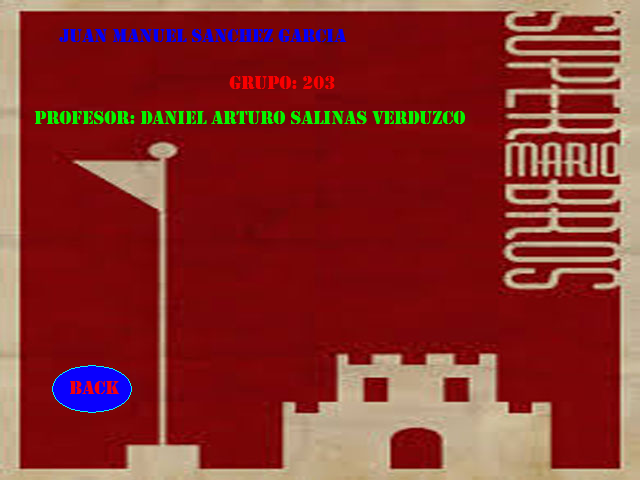 JUAN MANUEL SANCHEZ GARCIA
GRUPO: 203
PROFESOR: DANIEL ARTURO SALINAS VERDUZCO
SUPER
MARIO
BROS
BACK